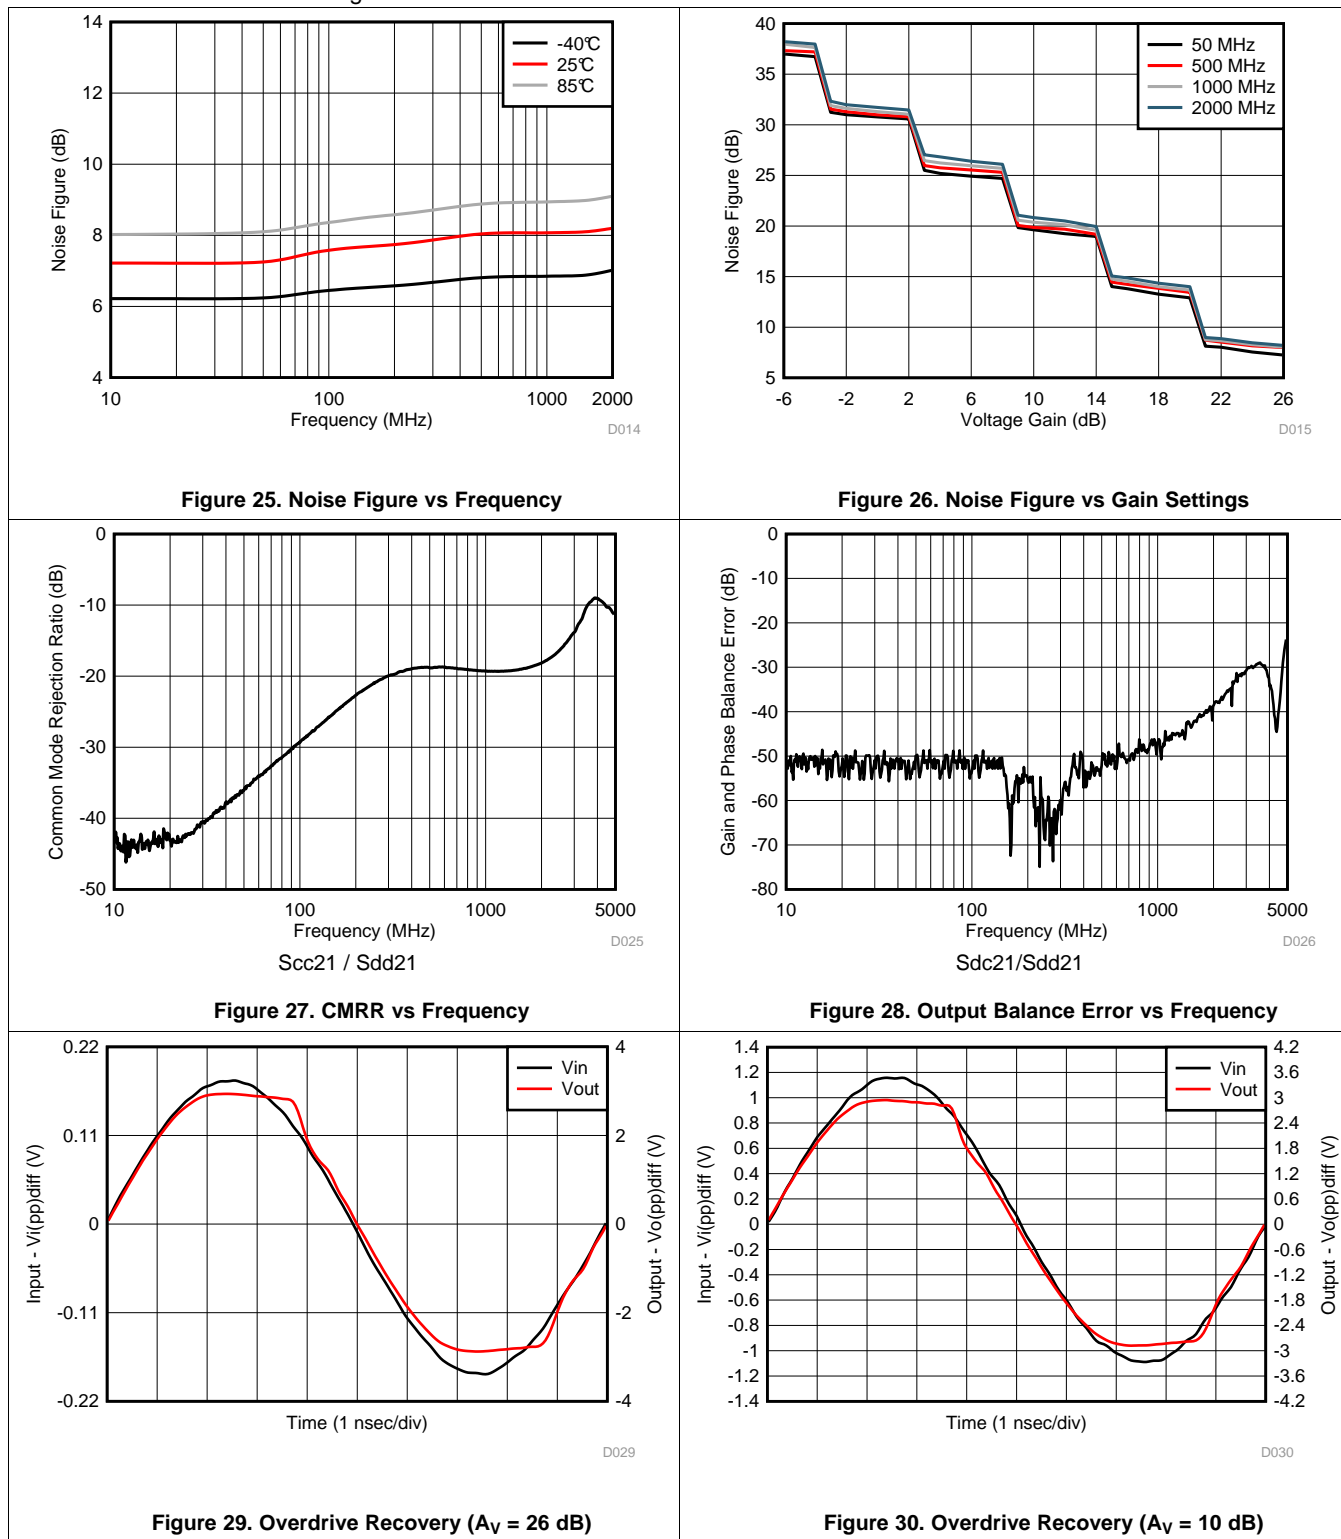 14
12
10
8
6
4
Noise Figure (dB)
-40°C
25°C
85°C
10
100
1000
2000
Frequency (MHz)
D014
Figure 25. Noise Figure vs Frequency
40
35
30
25
20
15
10
5
Noise Figure (dB)
50 MHz
500 MHz
1000 MHz
2000 MHz
-6
-2
2
6
10
14
18
22
26
Voltage Gain (dB)
D015
Figure 26. Noise Figure vs Gain Settings
0
-10
-20
-30
-40
-50
Common Mode Rejection Ratio (dB)
10
100
1000
5000
Frequency (MHz)
D025
Scc21 / Sdd21
Figure 27. CMRR vs Frequency
0
-10
-20
-30
-40
-50
-60
-70
-80
Gain and Phase Balance Error (dB)
10
100
1000
5000
Frequency (MHz)
D026
Sdc21/Sdd21
Figure 28. Output Balance Error vs Frequency
0.22
0.11
0
-0.11
-0.22
Input - Vi(pp)diff (V)
Vin
Vout
4
2
0
-2
-4
Output - Vo(pp)diff (V)
Time (1 nsec/div)
D029
Figure 29. Overdrive Recovery (AV = 26 dB)
1.4
1.2
1
0.8
0.6
0.4
0.2
0
-0.2
-0.4
-0.6
-0.8
-1
-1.2
-1.4
Input - Vi(pp)diff (V)
Vin
Vout
4.2
3.6
3
2.4
1.8
1.2
0.6
0
-0.6
-1.2
-1.8
-2.4
-3
-3.6
-4.2
Output - Vo(pp)diff (V)
Time (1 nsec/div)
D030
Figure 30. Overdrive Recovery (AV = 10 dB)